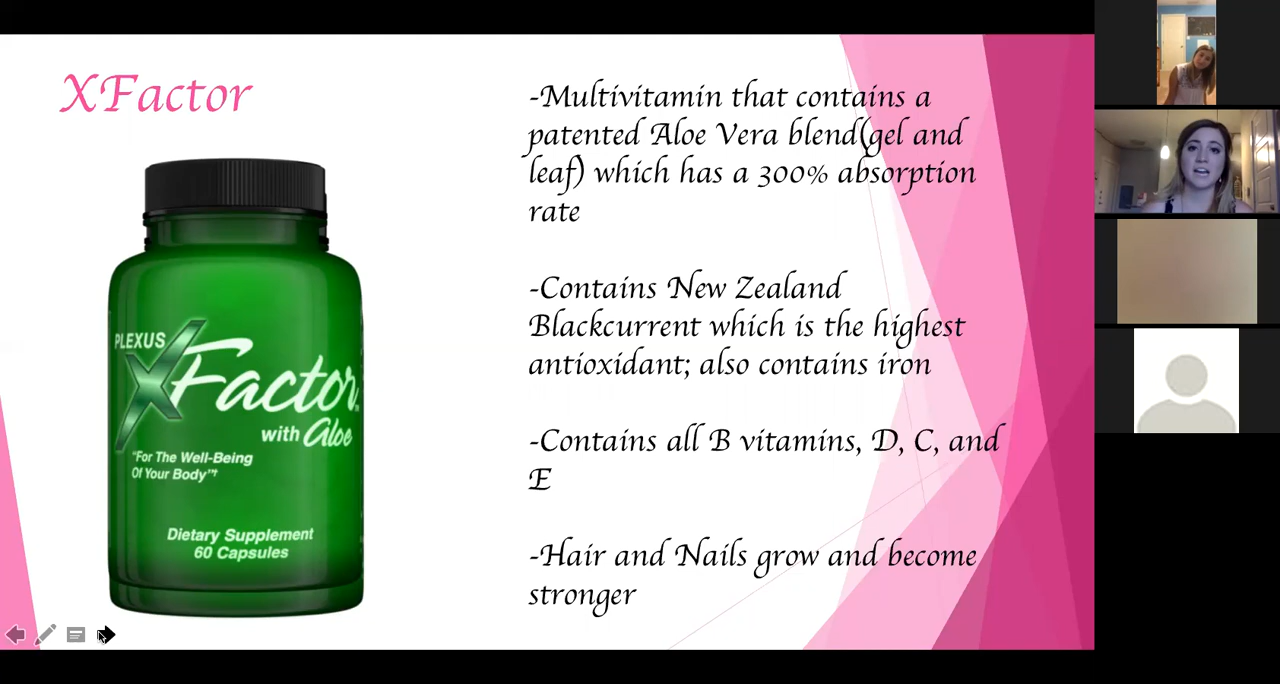 XFactor
PLEXUS
XFactor
with Aloe
"For The Well-Being
Of Your Body"†
Dietary Supplement
60 Capsules
-Multivitamin that contains a
patented Aloe Vera blend(gel and
leaf) which has a 300% absorption
rate
-Contains New Zealand
Blackcurrent which is the highest
antioxidant; also contains iron
-Contains all B vitamins, D, C, and
E
-Hair and Nails grow and become
stronger